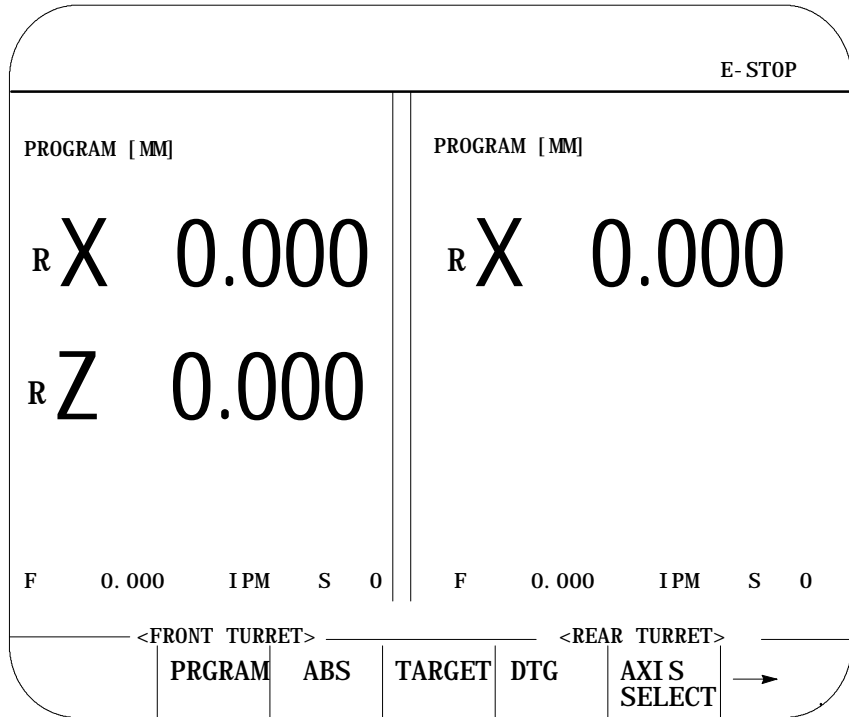 E-STOP
PROGRAM [MM]
R X 0.000
R Z 0.000
F 0.000 IPM S 0
<FRONT TURRET>
PROGRAM [MM]
R X 0.000
F 0.000 IPM S 0
<REAR TURRET>
PRGRAM ABS TARGET DTG AXIS
SELECT